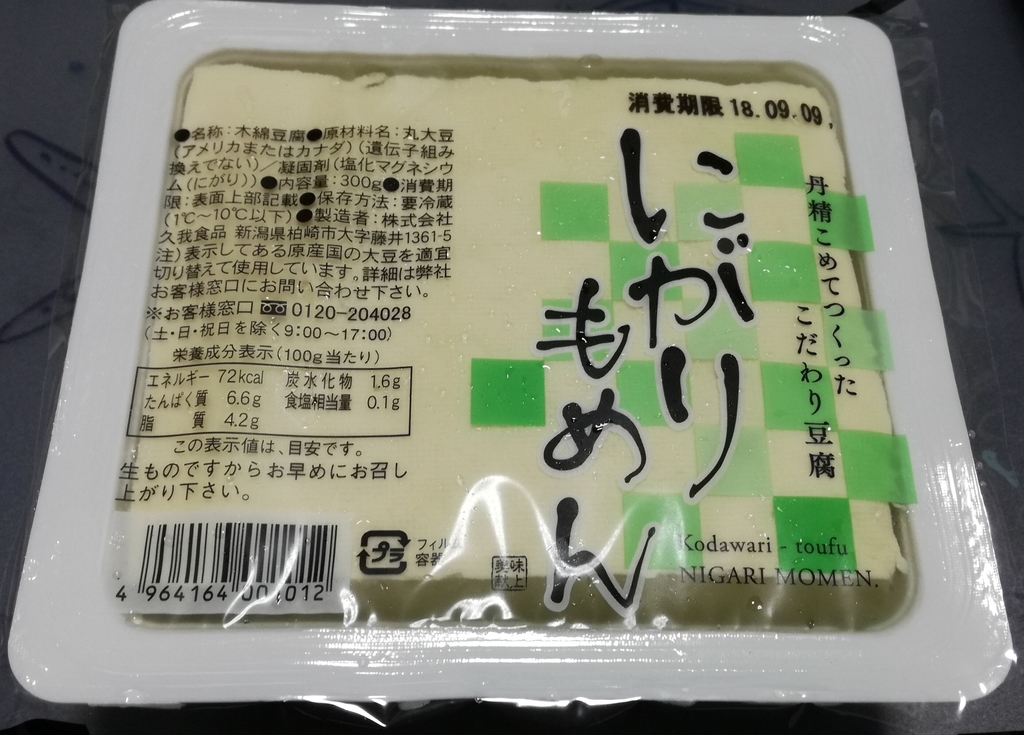 消費期限 18.09.09.
丹精こめてつくった
こだわり豆腐
にがり
もめん
Kodawari - toufu
NIGARI MOMEN.
●名称:木綿豆腐●原材料名:丸大豆
(アメリカまたはカナダ)(遺伝子組み
換えでない)/凝固剤(塩化マグネシウ
ム(にがり))●内容量:300g●消費期
限:表面上部記載●保存方法:要冷蔵
(1℃~10℃以下)●製造者:株式会社
久我食品 新潟県柏崎市大字藤井1361-5
注)表示してある原産国の大豆を適宜
切り替えて使用しています。詳細は弊社
お客様窓口にお問い合わせ下さい。
※お客様窓口 0120-204028
(土・日・祝日を除く9:00~17:00)
栄養成分表示(100g当たり)
エネルギー 72kcal 炭水化物 1.6g
たんぱく質 6.6g 食塩相当量 0.1g
脂質 4.2g
この表示値は、目安です。
生ものですからお早めにお召し
上がり下さい。
プラ
フィルム
容器
4 964164 004012